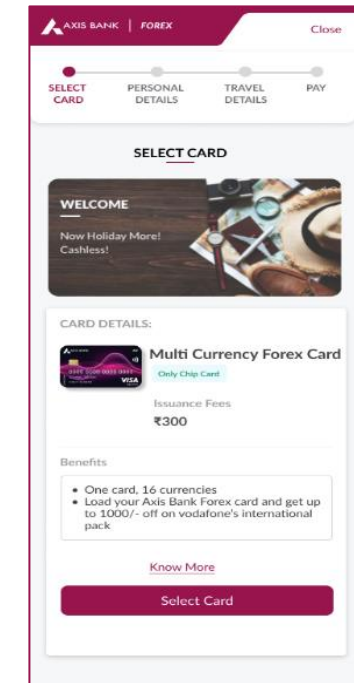 AXIS BANK | FOREX
Close
SELECT CARD
PERSONAL DETAILS
TRAVEL DETAILS
PAY
SELECT CARD
WELCOME
Now Holiday More!
Cashless!
CARD DETAILS:
Multi Currency Forex Card
Only Chip Card
VISA
Issuance Fees
₹300
Benefits
• One card, 16 currencies
• Load your Axis Bank Forex card and get up
to 1000/- off on vodafone's international
pack
Know More
Select Card